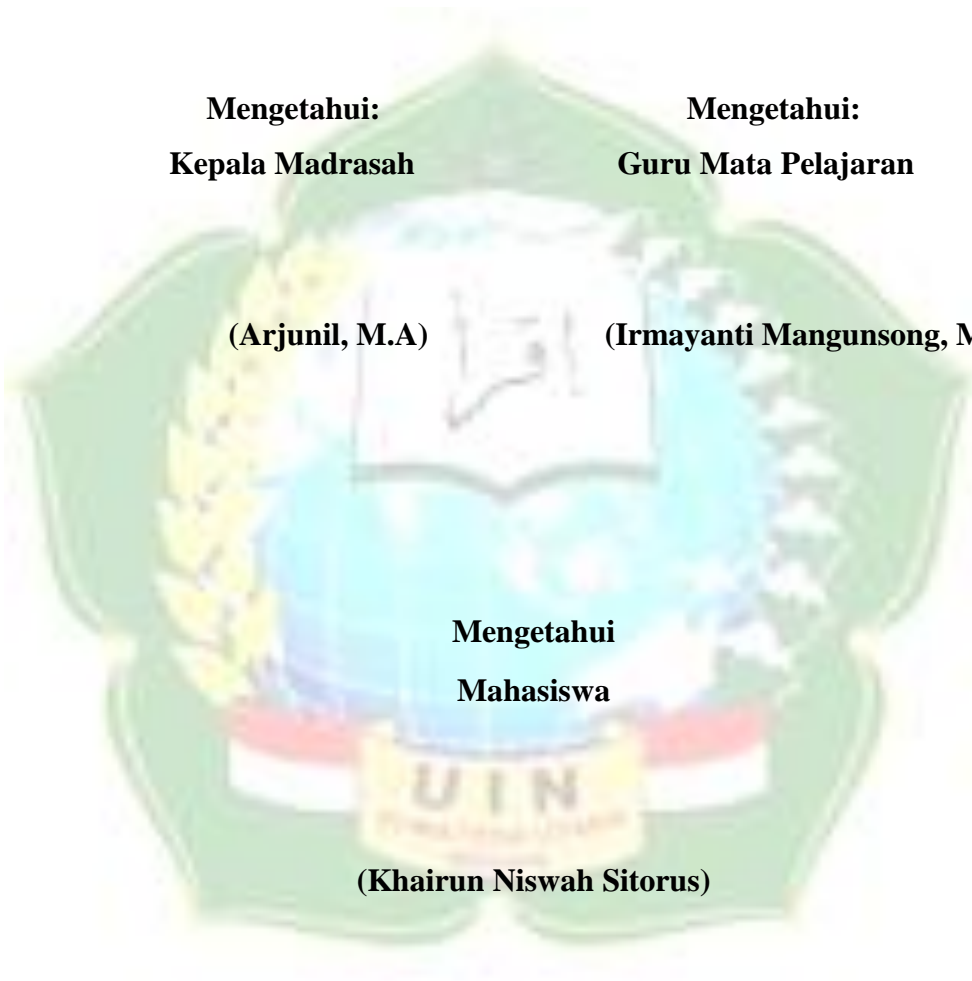 Mengetahui: Mengetahui:
Kepala Madrasah Guru Mata Pelajaran
(Arjunil, M.A) (Irmayanti Mangunsong, M
Mengetahui
Mahasiswa
UIN
(Khairun Niswah Sitorus)